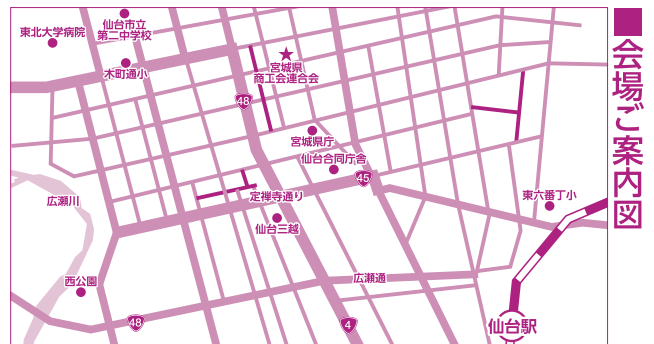 ■会場ご案内図
東北大学病院
仙台市立
第二中学校
木町通小
宮城県
商工会連合会
48
宮城県庁
仙台合同庁舎
45
定禅寺通り
仙台三越
東六番丁小
広瀬川
西公園
広瀬通
48
4
仙台駅